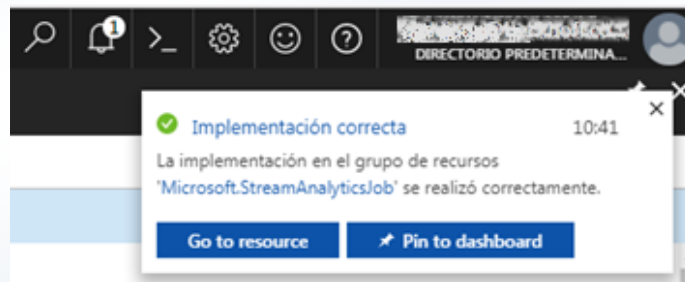 1
>_
DIRECTORIO PREDETERMINA...
Implementación correcta 10:41
La implementación en el grupo de recursos
'Microsoft.StreamAnalyticsJob' se realizó correctamente.
Go to resource Pin to dashboard